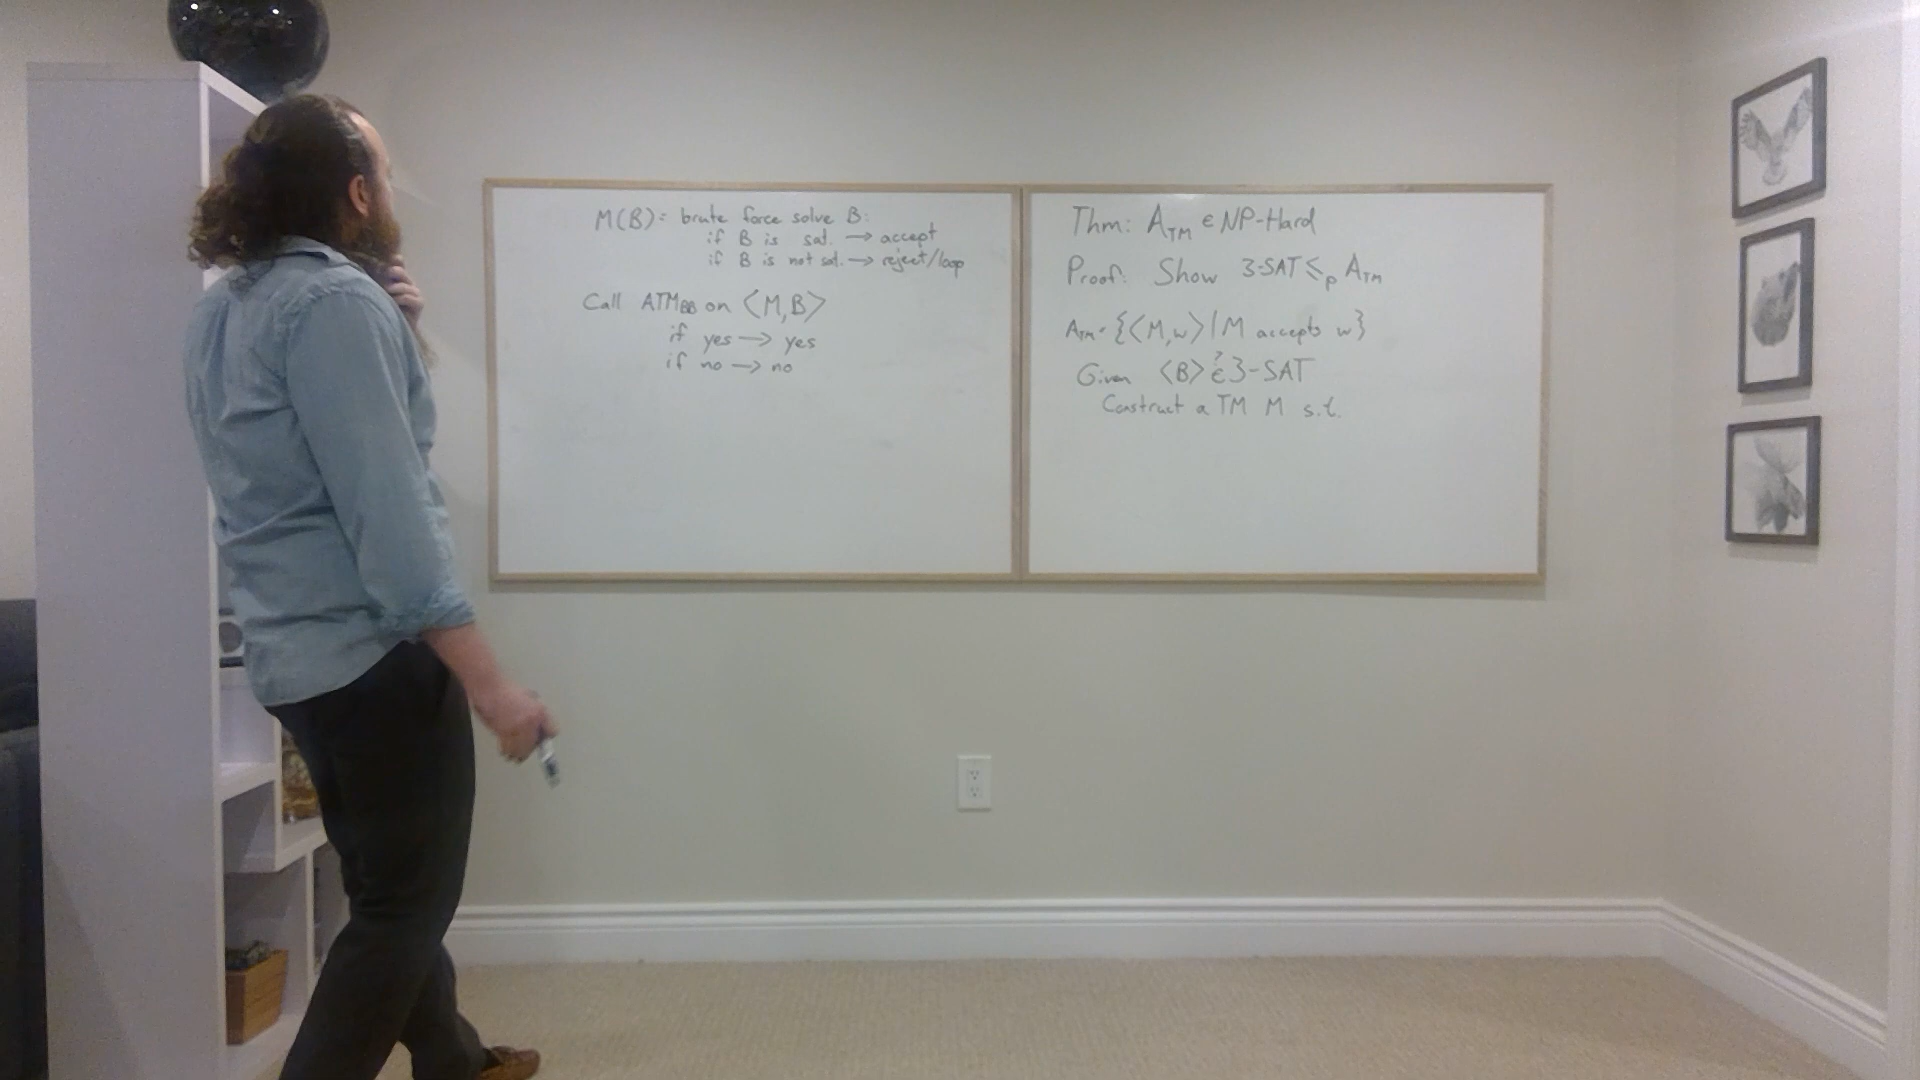 M(B) = brute force solve B:
if B is sat. → accept
if B is not sat. → reject/loop
Call ATM_BB on ⟨M,B⟩
if yes → yes
if no → no
Thm: A_TM ∈ NP-Hard
Proof: Show 3-SAT ≤_p A_TM
A_TM = {⟨M,w⟩ | M accepts w}
Given ⟨B⟩ ?∈ 3-SAT
Construct a TM M s.t.